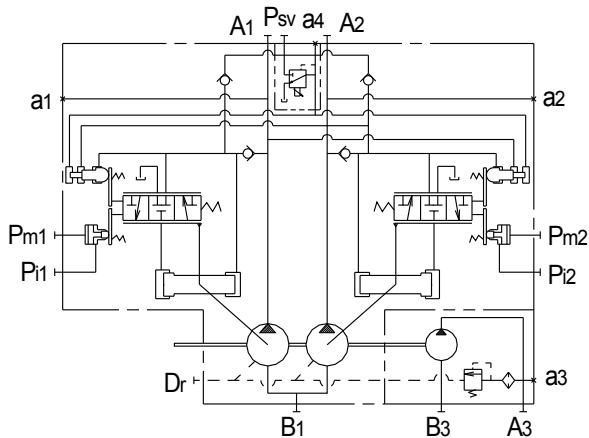 A1 Psv a4 A2
a1 a2
Pm1 Pm2
Pi1 Pi2
Dr a3
B1 B3 A3